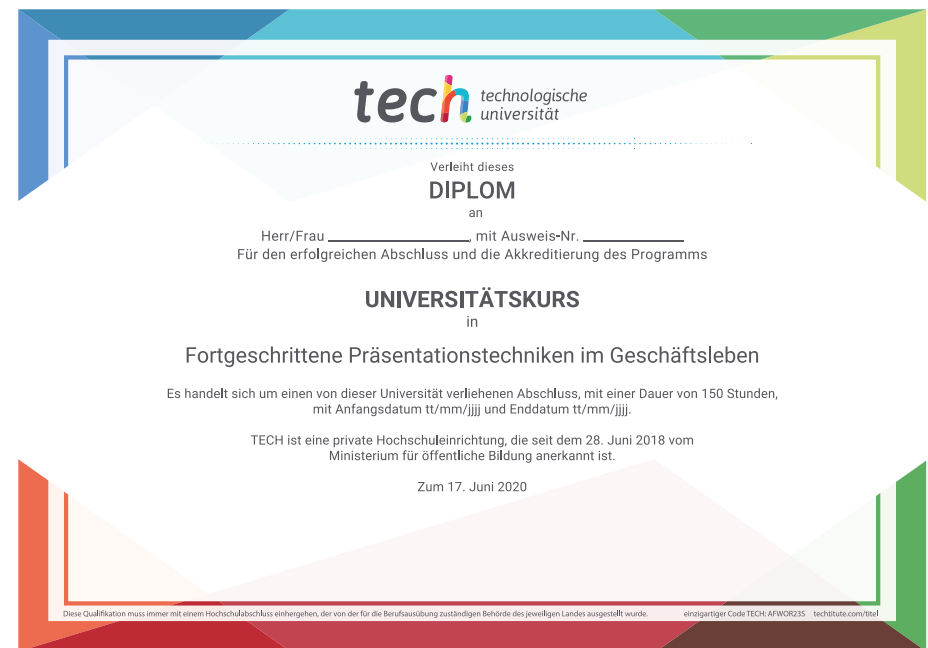 tech technologische
universität
Verleiht dieses
DIPLOM
an
Herr/Frau ____________________, mit Ausweis-Nr. ______________
Für den erfolgreichen Abschluss und die Akkreditierung des Programms
UNIVERSITÄTSKURS
in
Fortgeschrittene Präsentationstechniken im Geschäftsleben
Es handelt sich um einen von dieser Universität verliehenen Abschluss, mit einer Dauer von 150 Stunden,
mit Anfangsdatum tt/mm/jjjj und Enddatum tt/mm/jjjj.
TECH ist eine private Hochschuleinrichtung, die seit dem 28. Juni 2018 vom
Ministerium für öffentliche Bildung anerkannt ist.
Zum 17. Juni 2020
Diese Qualifikation muss immer mit einem Hochschulabschluss einhergehen, der von der für die Berufsausübung zuständigen Behörde des jeweiligen Landes ausgestellt wurde. einzigartiger Code TECH: AFWOR23S techtitute.com/titel